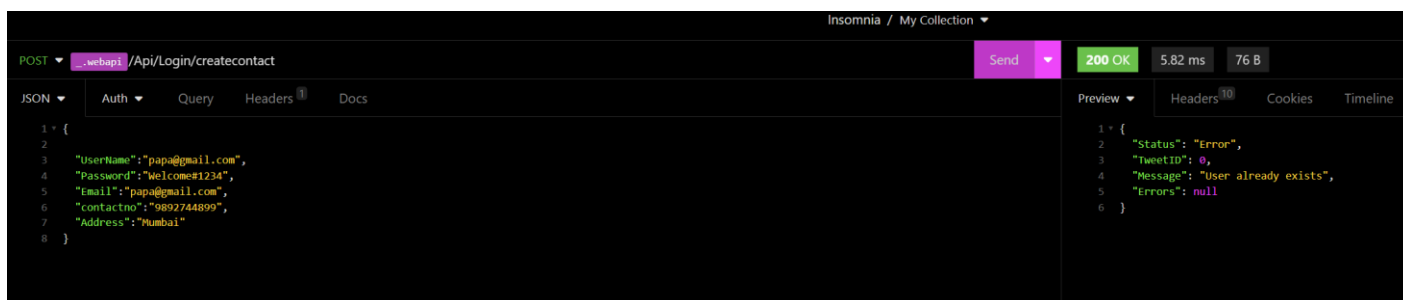 Insomnia / My Collection
POST _.webapi /Api/Login/createcontact Send 200 OK 5.82 ms 76 B
JSON Auth Query Headers 1 Docs Preview Headers 10 Cookies Timeline
1 {
2
3 "UserName":"papa@gmail.com",
4 "Password":"Welcome#1234",
5 "Email":"papa@gmail.com",
6 "contactno":"9892744899",
7 "Address":"Mumbai"
8 }
1 {
2 "Status": "Error",
3 "TweetID": 0,
4 "Message": "User already exists",
5 "Errors": null
6 }